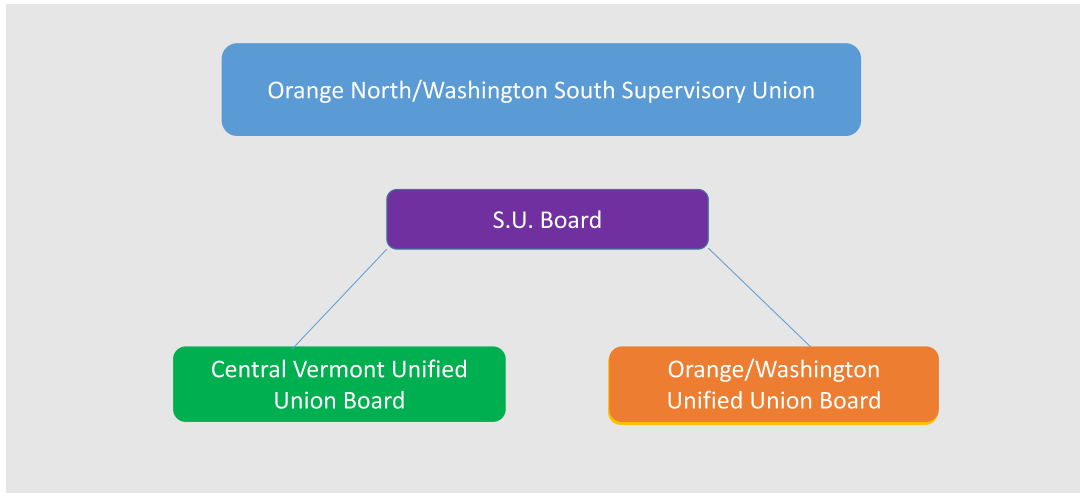 Orange North/Washington South Supervisory Union
S.U. Board
Central Vermont Unified
Union Board
Orange/Washington
Unified Union Board